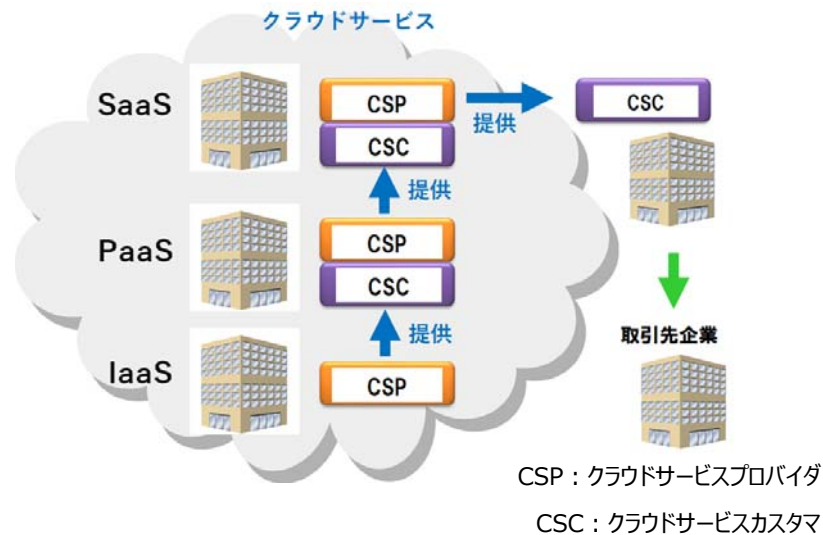 クラウドサービス
SaaS
CSP
提供
CSC
CSC
提供
PaaS
CSP
CSC
提供
IaaS
CSP
取引先企業
CSP：クラウドサービスプロバイダ
CSC：クラウドサービスカスタマ